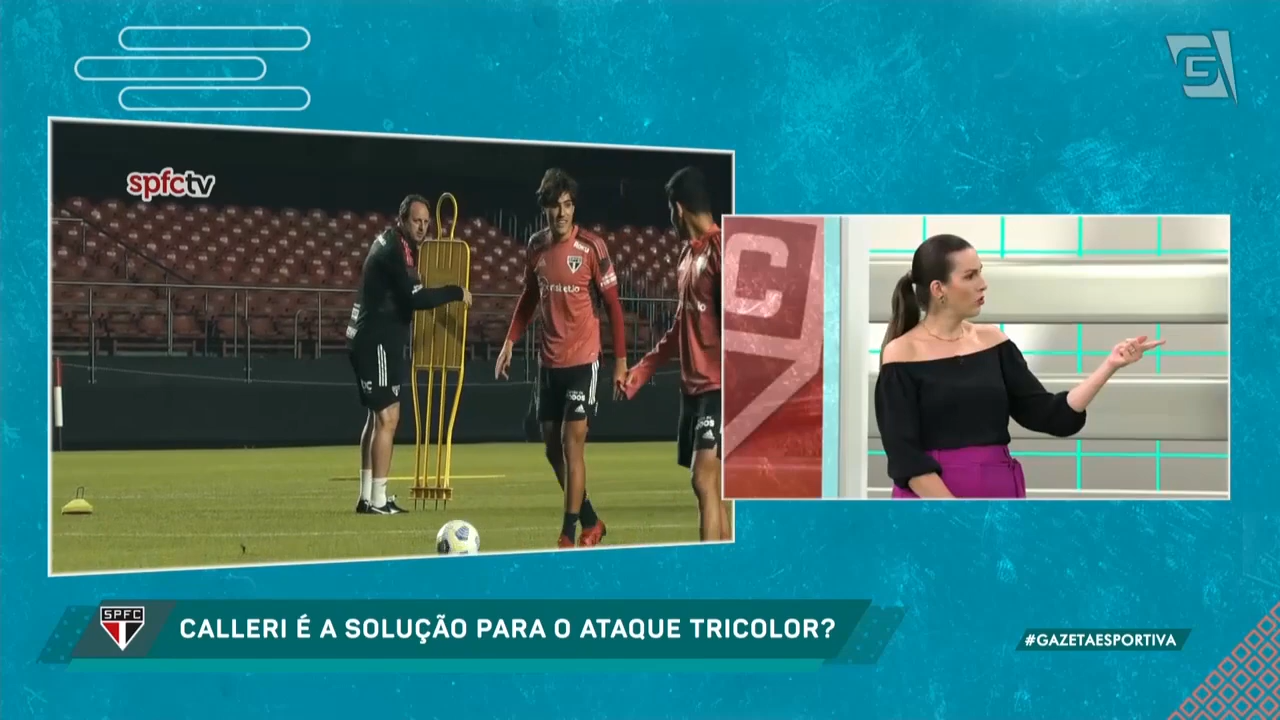 spfctv
SPFC
CALLERI É A SOLUÇÃO PARA O ATAQUE TRICOLOR?
#GAZETAESPORTIVA